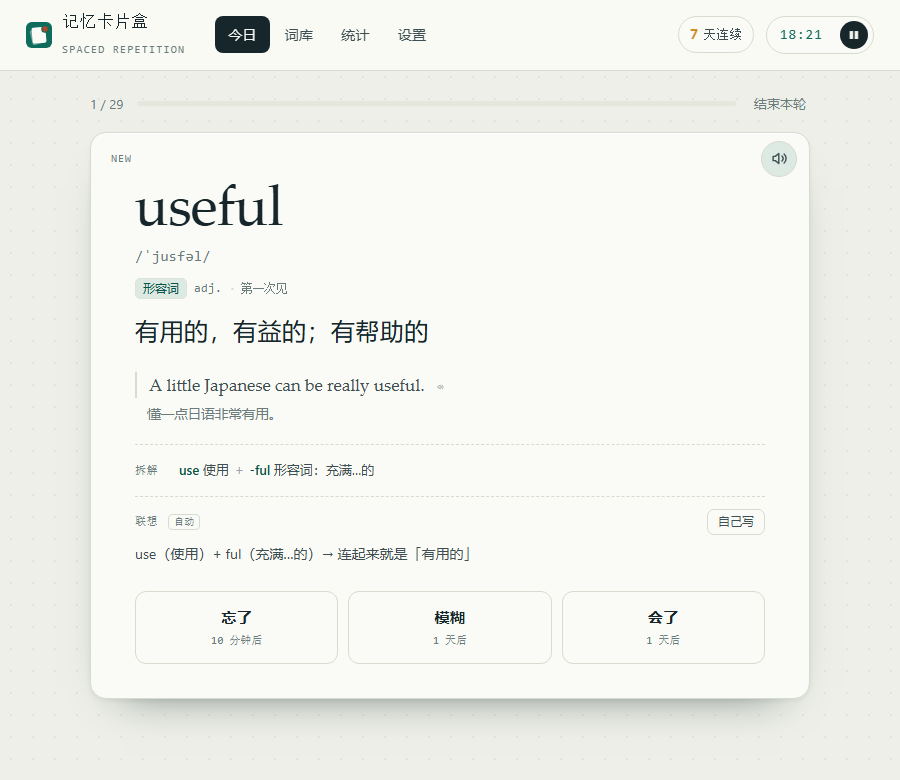 记忆卡片盒
SPACED REPETITION
今日
词库
统计
设置
7 天连续
18:21
1 / 29
结束本轮
NEW
useful
/ˈjusfəl/
形容词 adj. · 第一次见
有用的，有益的；有帮助的
A little Japanese can be really useful.
懂一点日语非常有用。
拆解 use 使用 + -ful 形容词：充满…的
联想 自动
自己写
use（使用）+ ful（充满…的）→ 连起来就是「有用的」
忘了
10 分钟后
模糊
1 天后
会了
1 天后